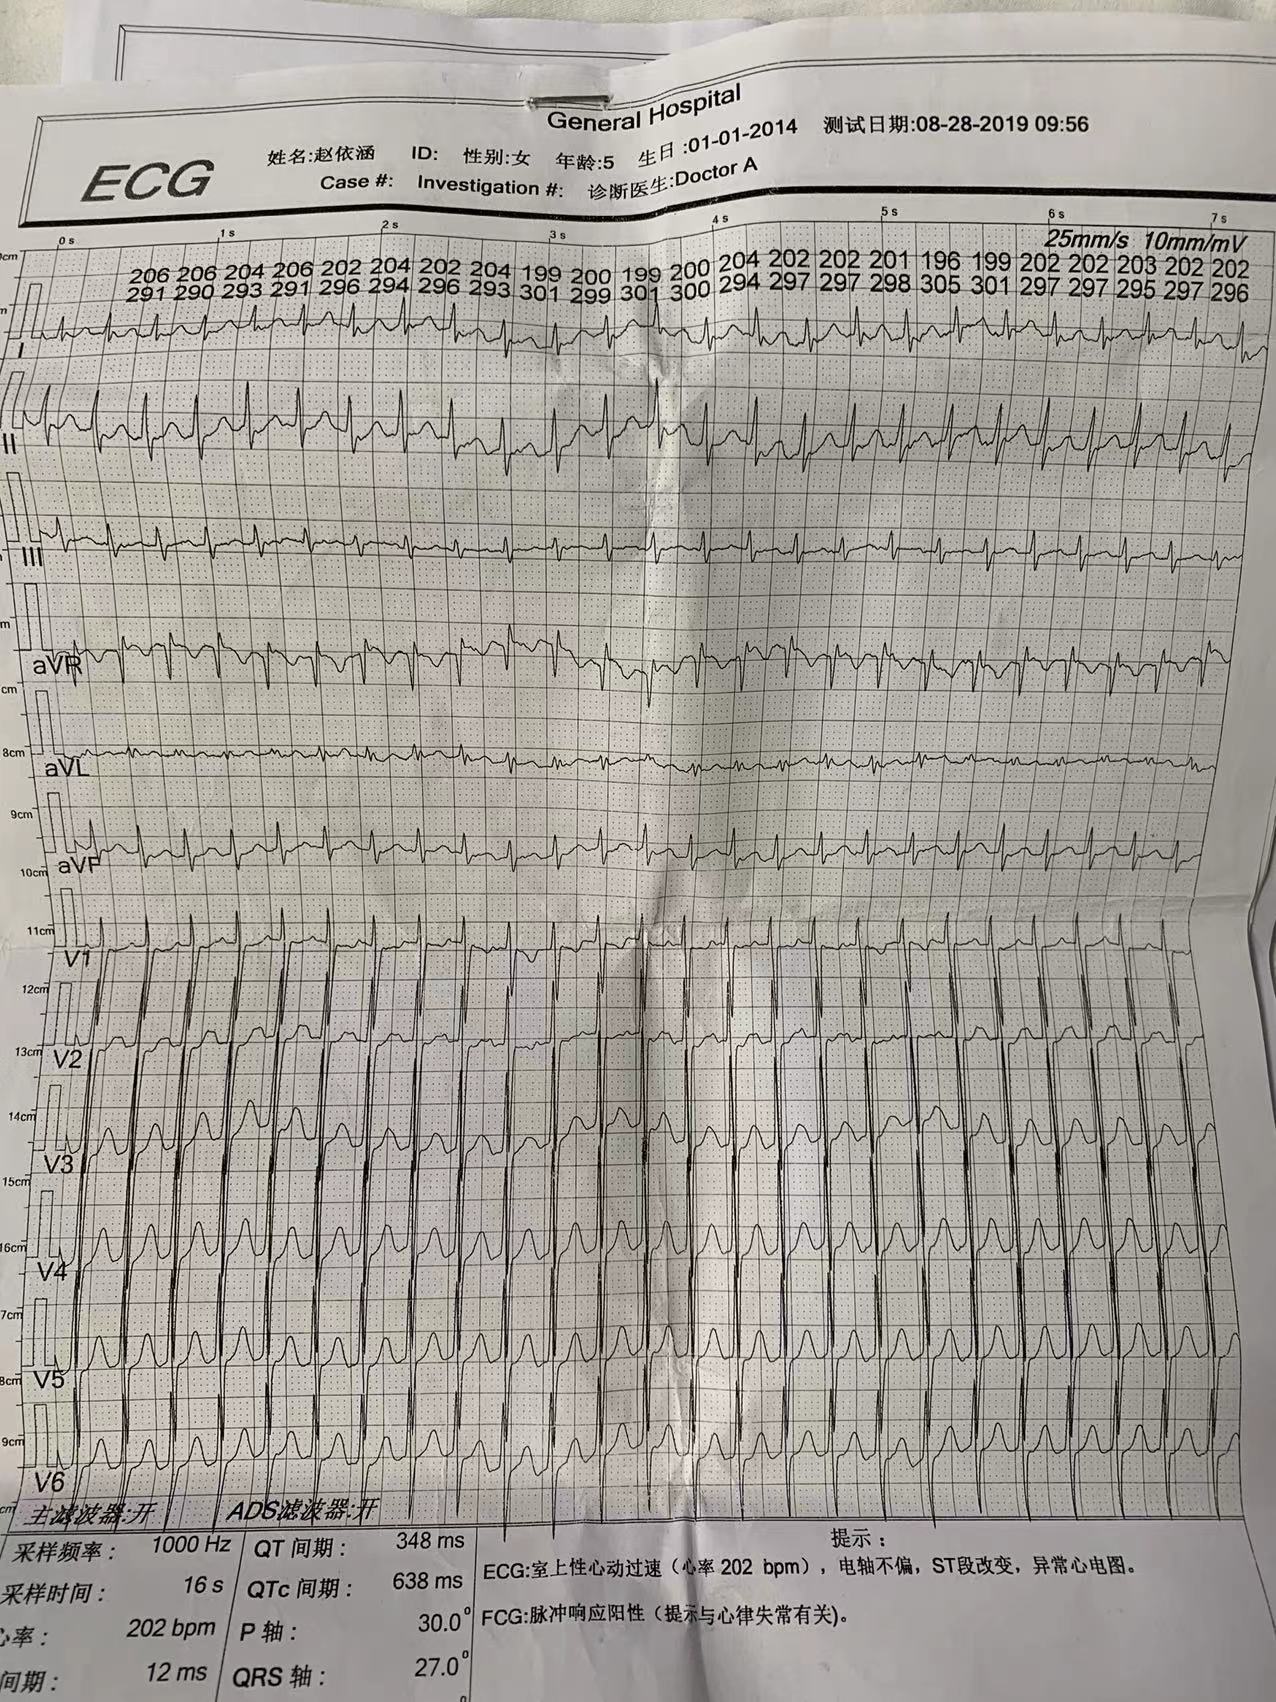 General Hospital
ECG
姓名:赵依涵 ID: 性别:女 年龄:5 生日:01-01-2014 测试日期:08-28-2019 09:56
Case #: Investigation #: 诊断医生:Doctor A
0 s 1 s 2 s 3 s 4 s 5 s 6 s 7 s
25mm/s 10mm/mV
206 206 204 206 202 204 202 204 199 200 199 200 204 202 202 201 196 199 202 202 203 202 202
291 290 293 291 296 294 296 293 301 299 301 300 294 297 297 298 305 301 297 297 295 297 296
I
II
III
aVR
aVL
8cm
9cm
aVF
10cm
11cm
V1
12cm
V2
13cm
14cm
V3
15cm
16cm
V4
7cm
V5
8cm
9cm
V6
主滤波器:开 ADS滤波器:开
采样频率: 1000 Hz
采样时间: 16 s
心率: 202 bpm
间期: 12 ms
QT 间期: 348 ms
QTc 间期: 638 ms
P 轴: 30.0°
QRS 轴: 27.0°
提示:
ECG:室上性心动过速(心率 202 bpm),电轴不偏,ST段改变,异常心电图。
FCG:脉冲响应阳性(提示与心律失常有关)。